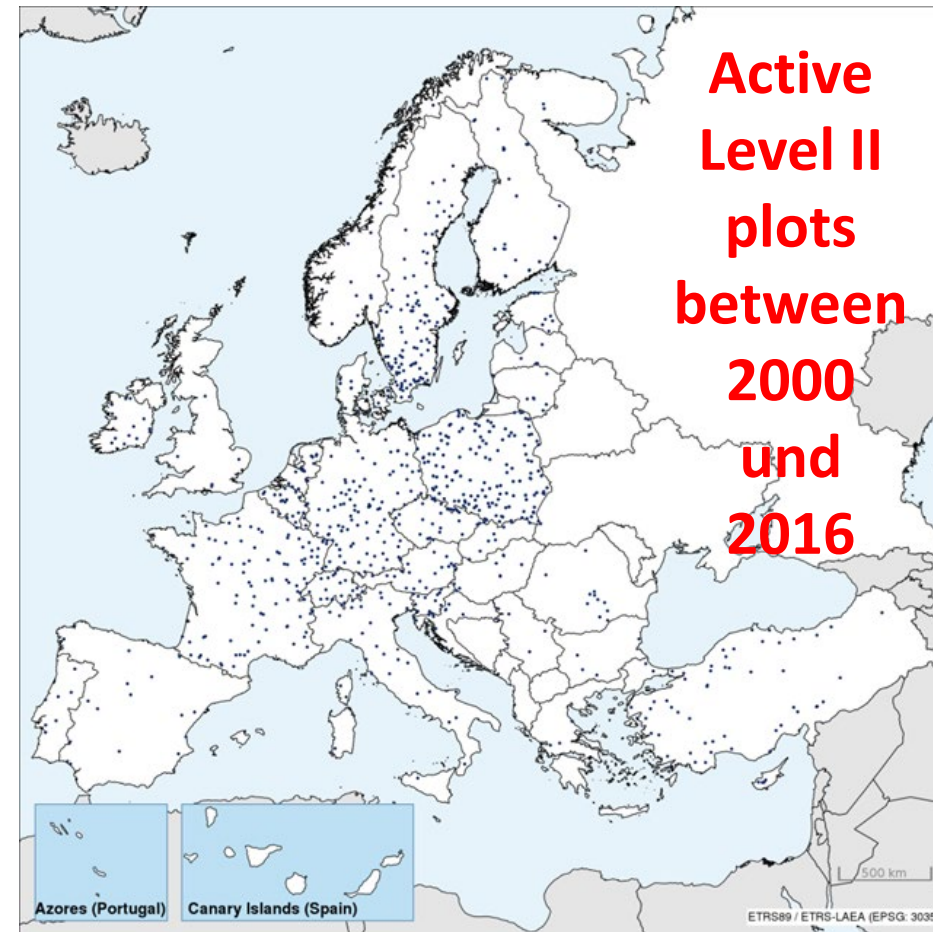 Active
Level II
plots
between
2000
und
2016
500 km
Azores (Portugal)
Canary Islands (Spain)
ETRS89 / ETRS-LAEA (EPSG: 3035